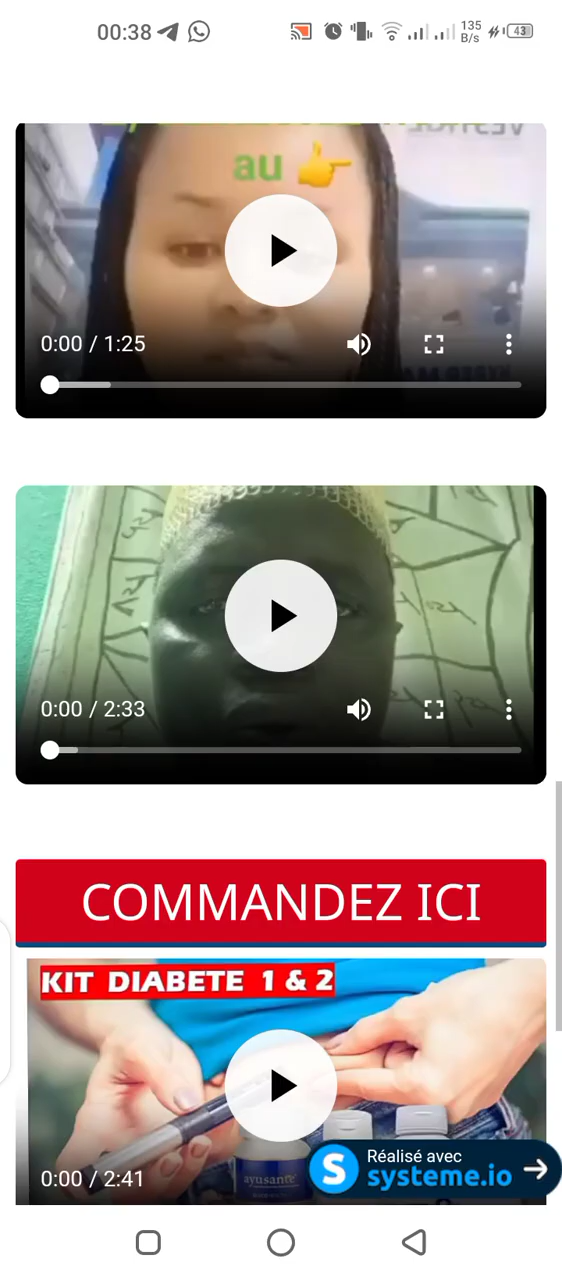 00:38
135
B/s
43
au 👉
0:00 / 1:25
0:00 / 2:33
COMMANDEZ ICI
KIT DIABETE 1 & 2
ayusante
0:00 / 2:41
Réalisé avec
systeme.io